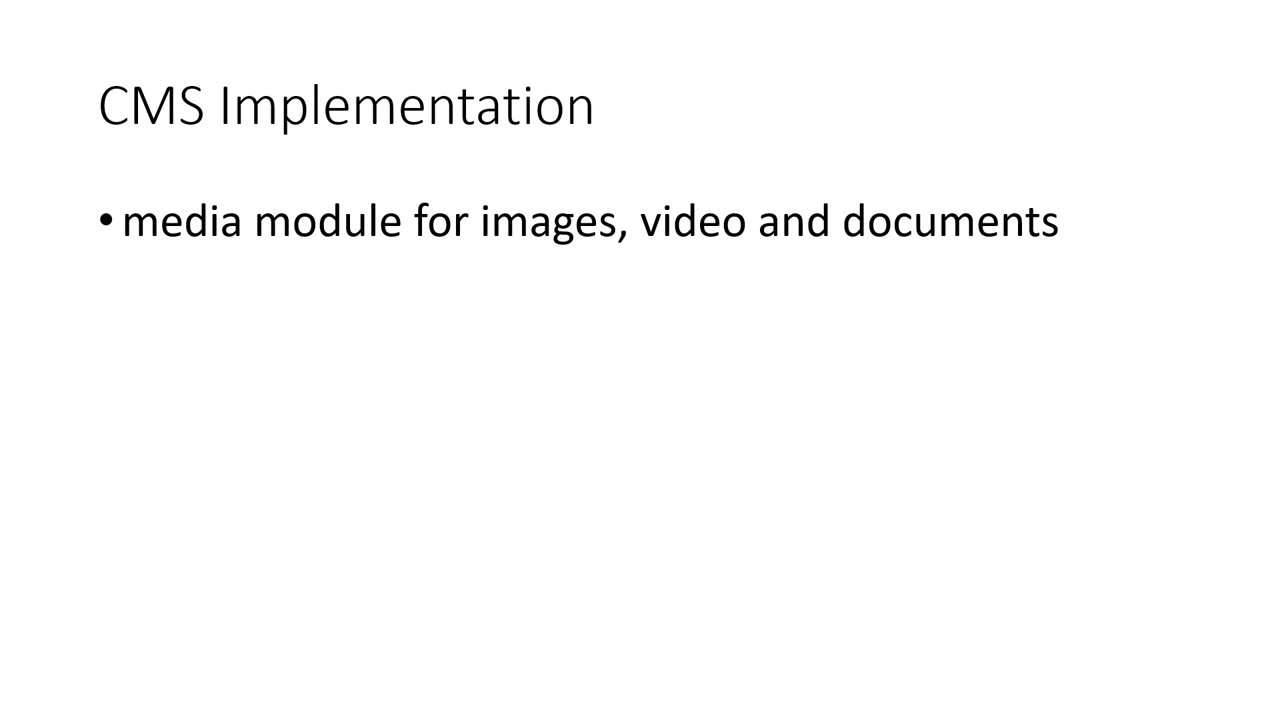 CMS Implementation
• media module for images, video and documents